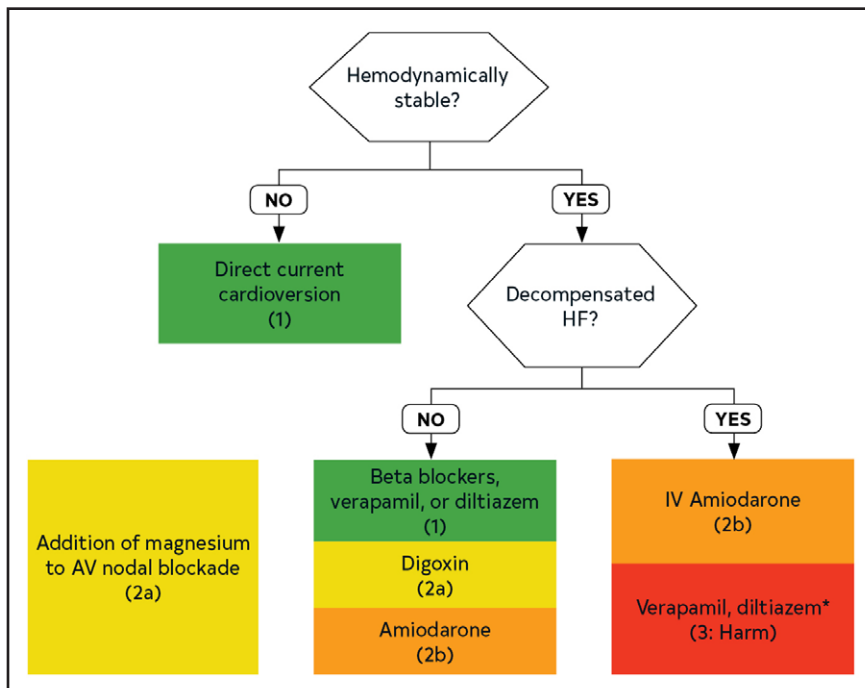 Hemodynamically
stable?
NO
YES
Direct current
cardioversion
(1)
Decompensated
HF?
NO
YES
Addition of magnesium
to AV nodal blockade
(2a)
Beta blockers,
verapamil, or diltiazem
(1)
Digoxin
(2a)
Amiodarone
(2b)
IV Amiodarone
(2b)
Verapamil, diltiazem*
(3: Harm)